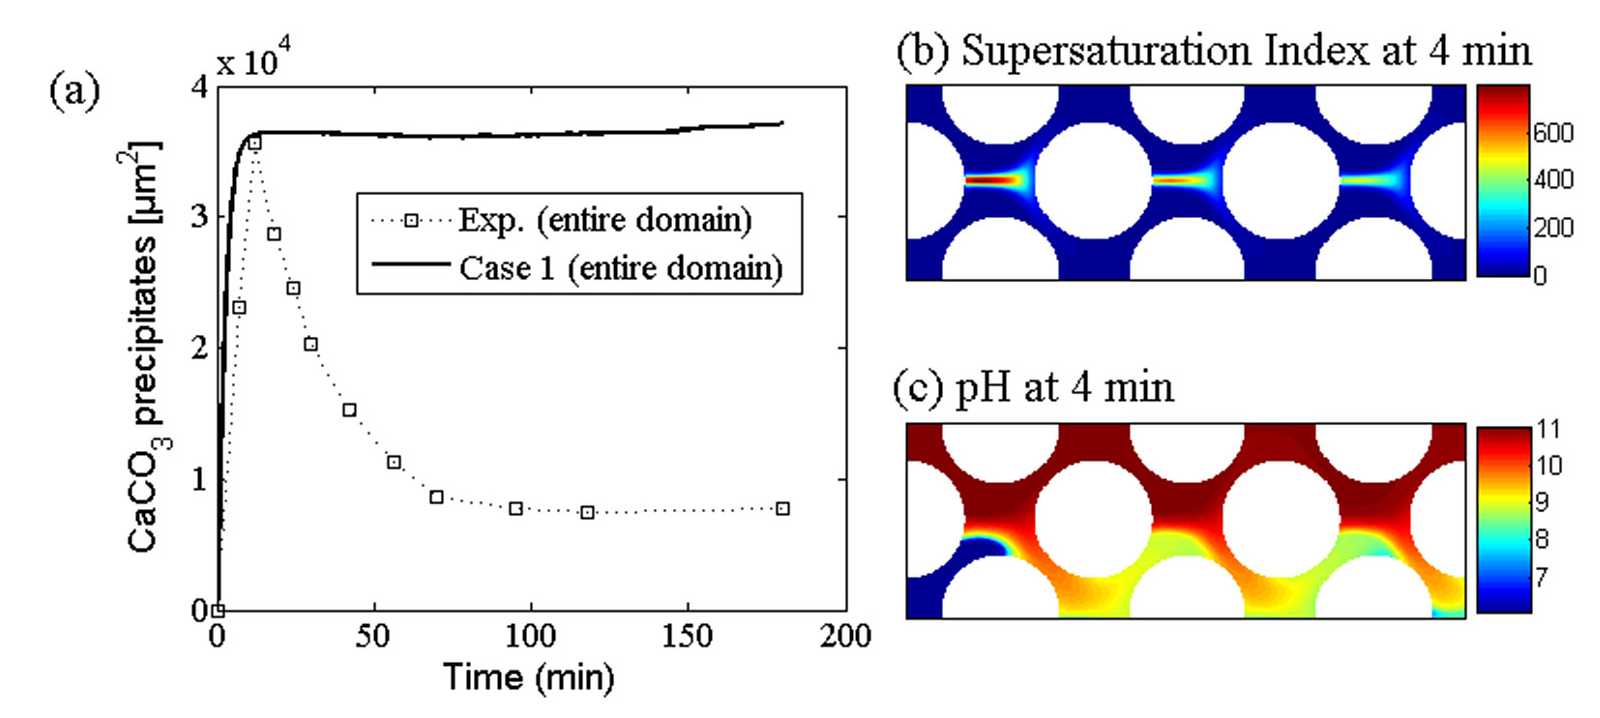 (a)
x 10^4
CaCO3 precipitates [μm^2]
4
3
2
1
0
Exp. (entire domain)
Case 1 (entire domain)
0 50 100 150 200
Time (min)
(b) Supersaturation Index at 4 min
600
400
200
0
(c) pH at 4 min
11
10
9
8
7